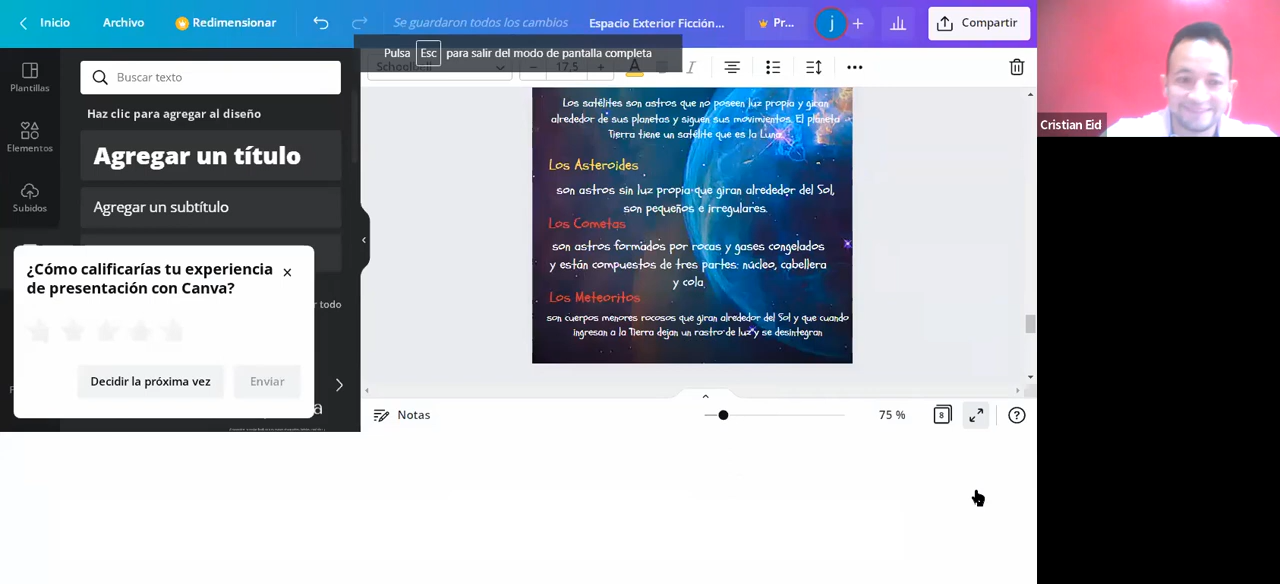 Inicio
Archivo
Redimensionar
Se guardaron todos los cambios
Espacio Exterior Ficción...
Pr...
j
Compartir
Pulsa Esc para salir del modo de pantalla completa
17,5
Plantillas
Elementos
Subidos
Buscar texto
Haz clic para agregar al diseño
Agregar un título
Agregar un subtítulo
¿Cómo calificarías tu experiencia
de presentación con Canva?
r todo
Decidir la próxima vez
Enviar
Los satélites son astros que no poseen luz propia y giran
alrededor de sus planetas y siguen sus movimientos. El planeta
Tierra tiene un satélite que es la Luna.
Los Asteroides
son astros sin luz propia que giran alrededor del Sol,
son pequeños e irregulares.
Los Cometas
son astros formados por rocas y gases congelados
y están compuestos de tres partes: núcleo, cabellera
y cola
Los Meteoritos
son cuerpos menores rocosos que giran alrededor del Sol y que cuando
ingresan a la Tierra dejan un rastro de luz y se desintegran
Notas
75 %
8
Cristian Eid